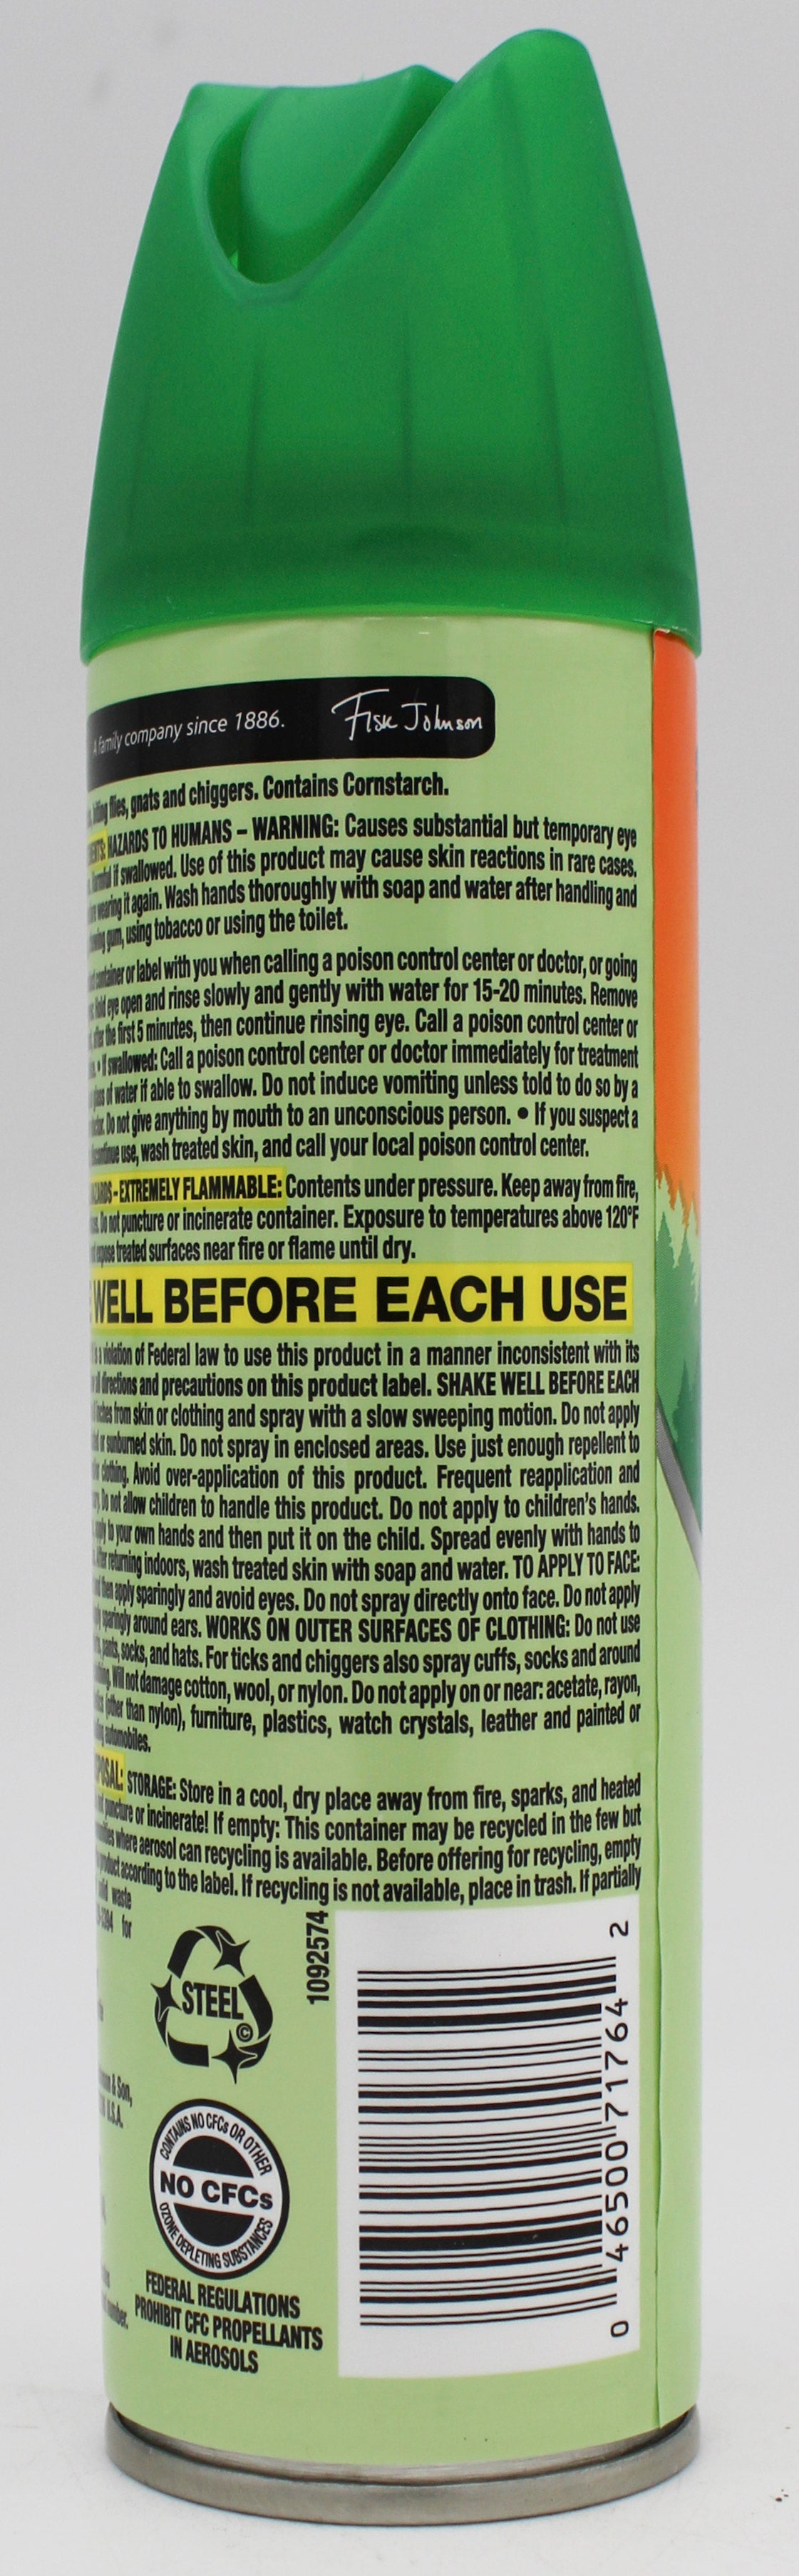 A family company since 1886. Fisk Johnson
flies, gnats and chiggers. Contains Cornstarch.
HAZARDS TO HUMANS – WARNING: Causes substantial but temporary eye
if swallowed. Use of this product may cause skin reactions in rare cases.
wearing it again. Wash hands thoroughly with soap and water after handling and
gum, using tobacco or using the toilet.
container or label with you when calling a poison control center or doctor, or going
eye open and rinse slowly and gently with water for 15-20 minutes. Remove
after the first 5 minutes, then continue rinsing eye. Call a poison control center or
• If swallowed: Call a poison control center or doctor immediately for treatment
of water if able to swallow. Do not induce vomiting unless told to do so by a
Do not give anything by mouth to an unconscious person. • If you suspect a
use, wash treated skin, and call your local poison control center.
– EXTREMELY FLAMMABLE: Contents under pressure. Keep away from fire,
Do not puncture or incinerate container. Exposure to temperatures above 120°F
expose treated surfaces near fire or flame until dry.
WELL BEFORE EACH USE
is a violation of Federal law to use this product in a manner inconsistent with its
all directions and precautions on this product label. SHAKE WELL BEFORE EACH
inches from skin or clothing and spray with a slow sweeping motion. Do not apply
or sunburned skin. Do not spray in enclosed areas. Use just enough repellent to
clothing. Avoid over-application of this product. Frequent reapplication and
Do not allow children to handle this product. Do not apply to children's hands.
apply to your own hands and then put it on the child. Spread evenly with hands to
After returning indoors, wash treated skin with soap and water. TO APPLY TO FACE:
then apply sparingly and avoid eyes. Do not spray directly onto face. Do not apply
sparingly around ears. WORKS ON OUTER SURFACES OF CLOTHING: Do not use
pants, socks, and hats. For ticks and chiggers also spray cuffs, socks and around
Will not damage cotton, wool, or nylon. Do not apply on or near: acetate, rayon,
(other than nylon), furniture, plastics, watch crystals, leather and painted or
automobiles.
STORAGE: Store in a cool, dry place away from fire, sparks, and heated
puncture or incinerate! If empty: This container may be recycled in the few but
where aerosol can recycling is available. Before offering for recycling, empty
product according to the label. If recycling is not available, place in trash. If partially
waste
for
1092574
STEEL
©
& Son,
U.S.A.
CONTAINS NO CFCs OR OTHER
NO CFCs
OZONE DEPLETING SUBSTANCES
number.
FEDERAL REGULATIONS
PROHIBIT CFC PROPELLANTS
IN AEROSOLS
0 46500 71764 2